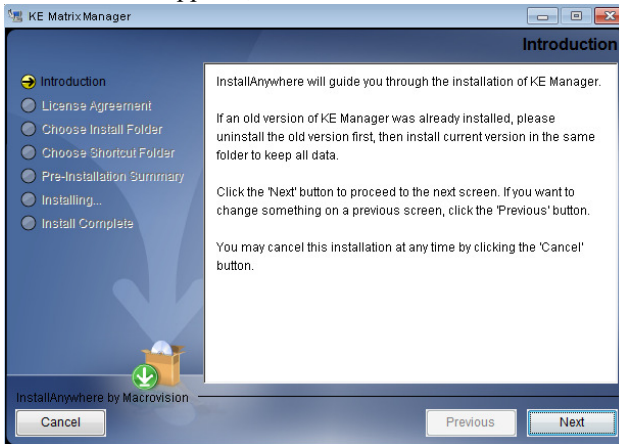 KE MatrixManager
Introduction
Introduction
License Agreement
Choose Install Folder
Choose Shortcut Folder
Pre-Installation Summary
Installing...
Install Complete
InstallAnywhere will guide you through the installation of KE Manager.
If an old version of KE Manager was already installed, please
uninstall the old version first, then install current version in the same
folder to keep all data.
Click the 'Next' button to proceed to the next screen. If you want to
change something on a previous screen, click the 'Previous' button.
You may cancel this installation at any time by clicking the 'Cancel'
button.
InstallAnywhere by Macrovision
Cancel
Previous
Next